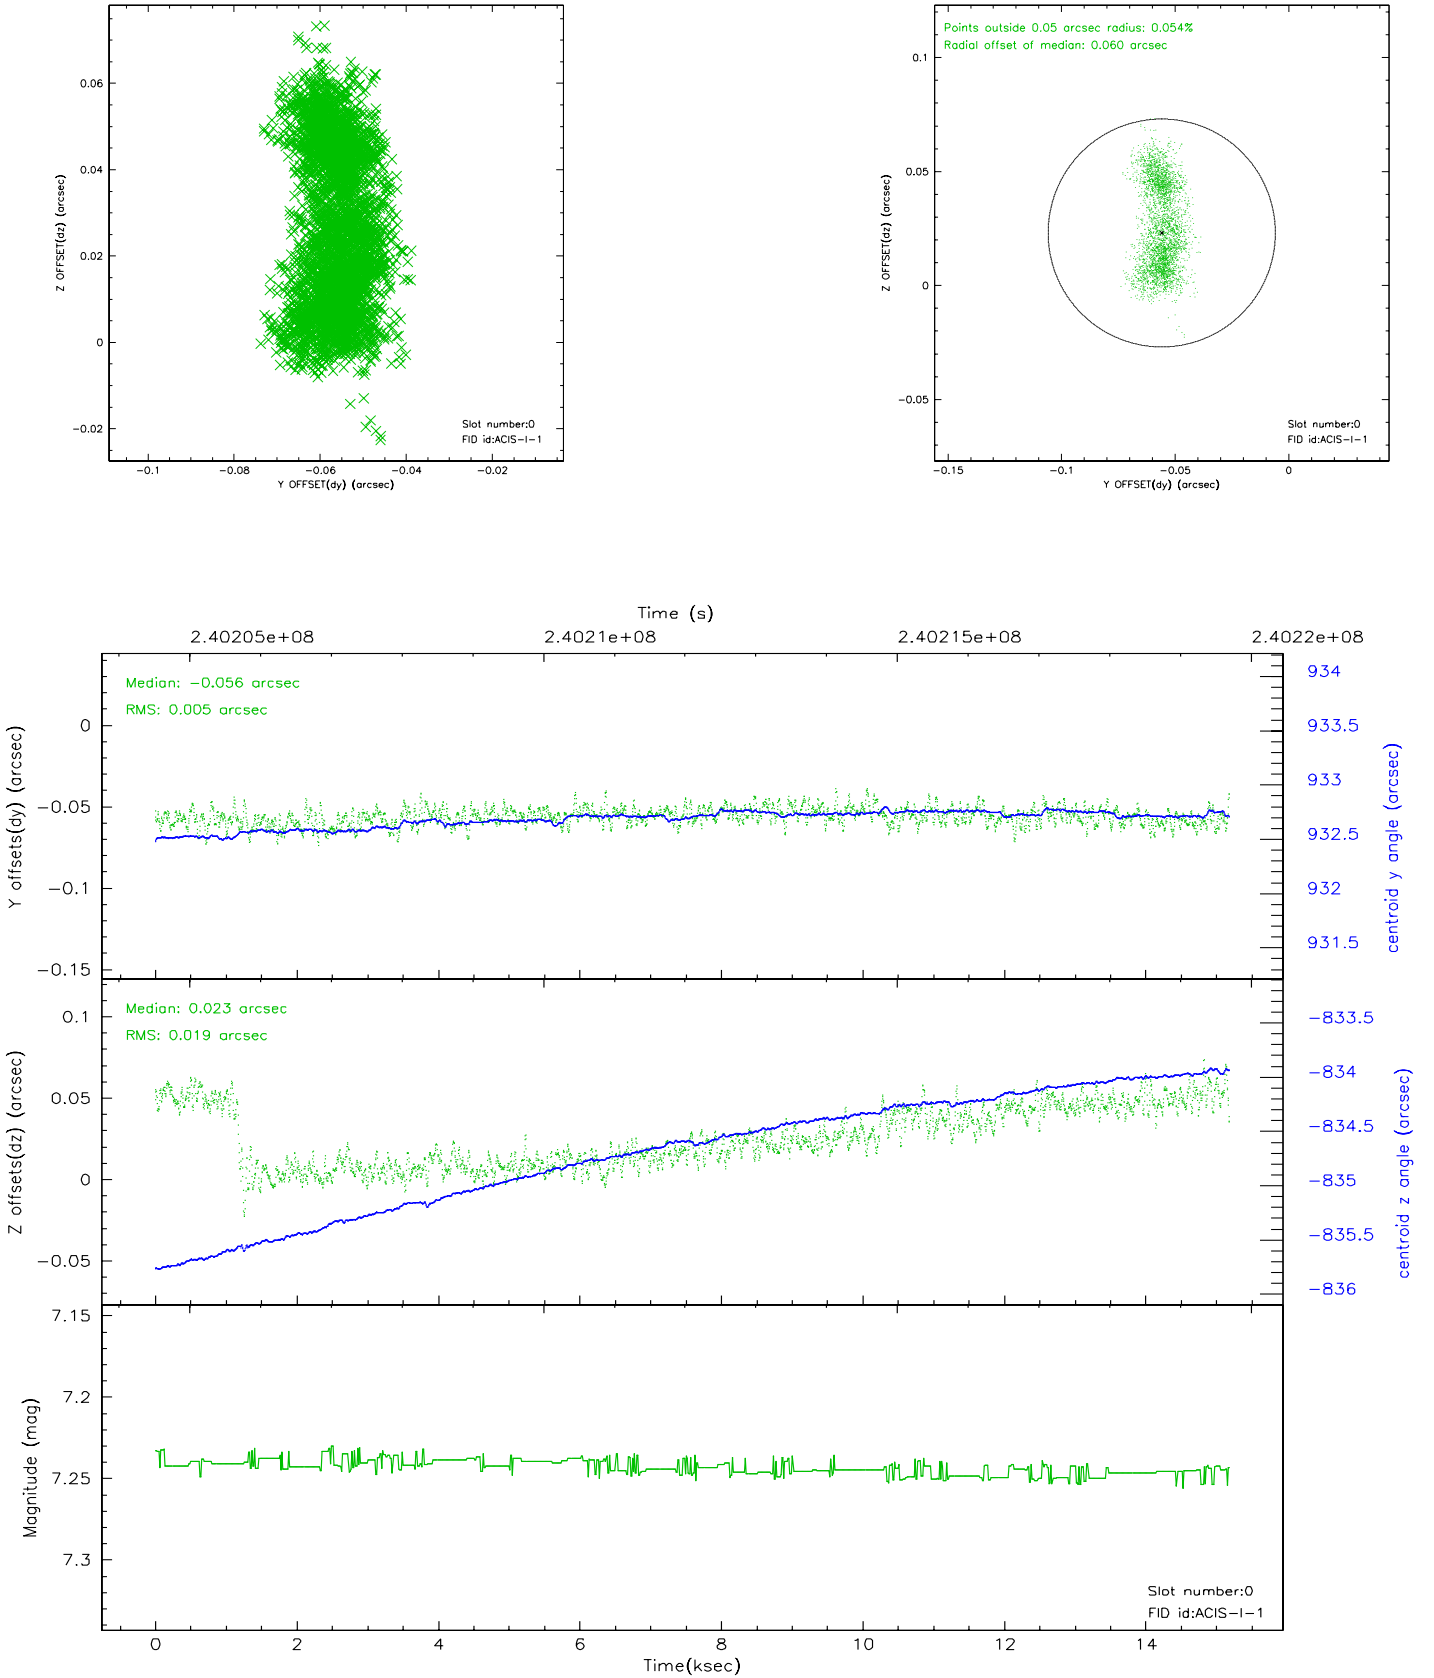 0.06
0.04
0.02
0
−0.02
Z OFFSET(dz) (arcsec)
Slot number:0
FID id:ACIS−I−1
−0.1
−0.08
−0.06
−0.04
−0.02
Y OFFSET(dy) (arcsec)
Points outside 0.05 arcsec radius: 0.054%
Radial offset of median: 0.060 arcsec
0.1
0.05
0
−0.05
Z OFFSET(dz) (arcsec)
Slot number:0
FID id:ACIS−I−1
−0.15
−0.1
−0.05
0
Y OFFSET(dy) (arcsec)
Time (s)
2.40205e+08
2.4021e+08
2.40215e+08
2.4022e+08
Median: −0.056 arcsec
RMS: 0.005 arcsec
0
−0.05
−0.1
−0.15
Y offsets(dy) (arcsec)
934
933.5
933
932.5
932
931.5
centroid y angle (arcsec)
Median: 0.023 arcsec
RMS: 0.019 arcsec
0.1
0.05
0
−0.05
Z offsets(dz) (arcsec)
−833.5
−834
−834.5
−835
−835.5
−836
centroid z angle (arcsec)
7.15
7.2
7.25
7.3
Magnitude (mag)
Slot number:0
FID id:ACIS−I−1
0
2
4
6
8
10
12
14
Time(ksec)